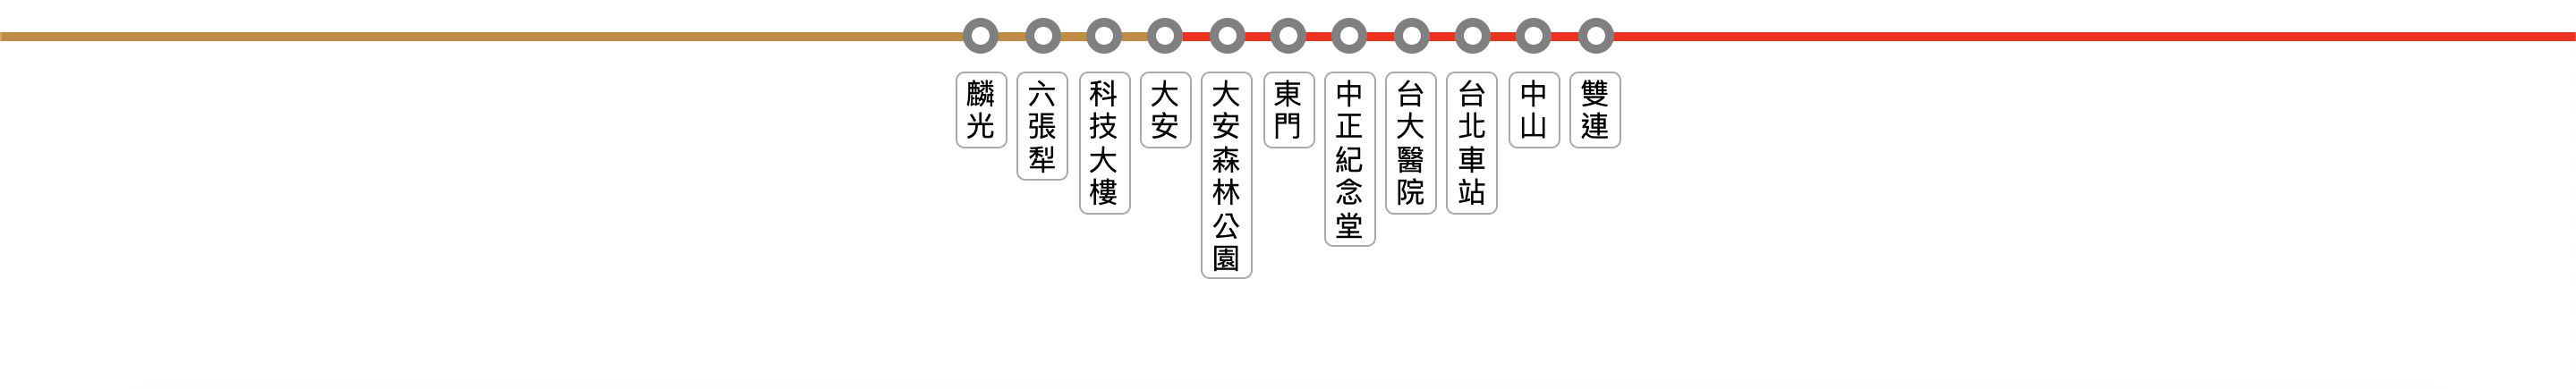 麟光
六張犁
科技大樓
大安
大安森林公園
東門
中正紀念堂
台大醫院
台北車站
中山
雙連